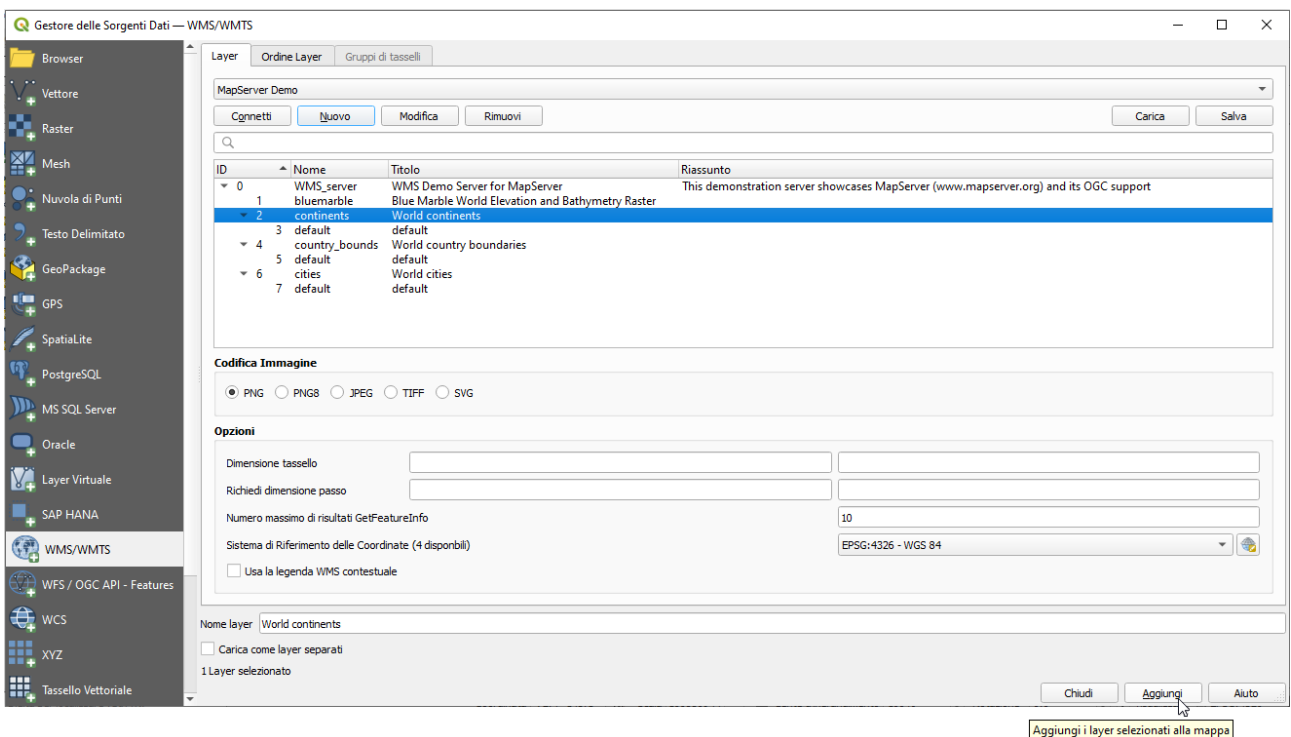 Gestore delle Sorgenti Dati — WMS/WMTS
Browser
Vettore
Raster
Mesh
Nuvola di Punti
Testo Delimitato
GeoPackage
GPS
SpatiaLite
PostgreSQL
MS SQL Server
Oracle
Layer Virtuale
SAP HANA
WMS/WMTS
WFS / OGC API - Features
WCS
XYZ
Tassello Vettoriale
Layer Ordine Layer Gruppi di tasselli
MapServer Demo
Connetti Nuovo Modifica Rimuovi Carica Salva
ID Nome Titolo Riassunto
0 WMS_server WMS Demo Server for MapServer This demonstration server showcases MapServer (www.mapserver.org) and its OGC support
1 bluemarble Blue Marble World Elevation and Bathymetry Raster
2 continents World continents
3 default default
4 country_bounds World country boundaries
5 default default
6 cities World cities
7 default default
Codifica Immagine
PNG PNG8 JPEG TIFF SVG
Opzioni
Dimensione tassello
Richiedi dimensione passo
Numero massimo di risultati GetFeatureInfo 10
Sistema di Riferimento delle Coordinate (4 disponbili) EPSG:4326 - WGS 84
Usa la legenda WMS contestuale
Nome layer World continents
Carica come layer separati
1 Layer selezionato
Chiudi Aggiungi Aiuto
Aggiungi i layer selezionati alla mappa